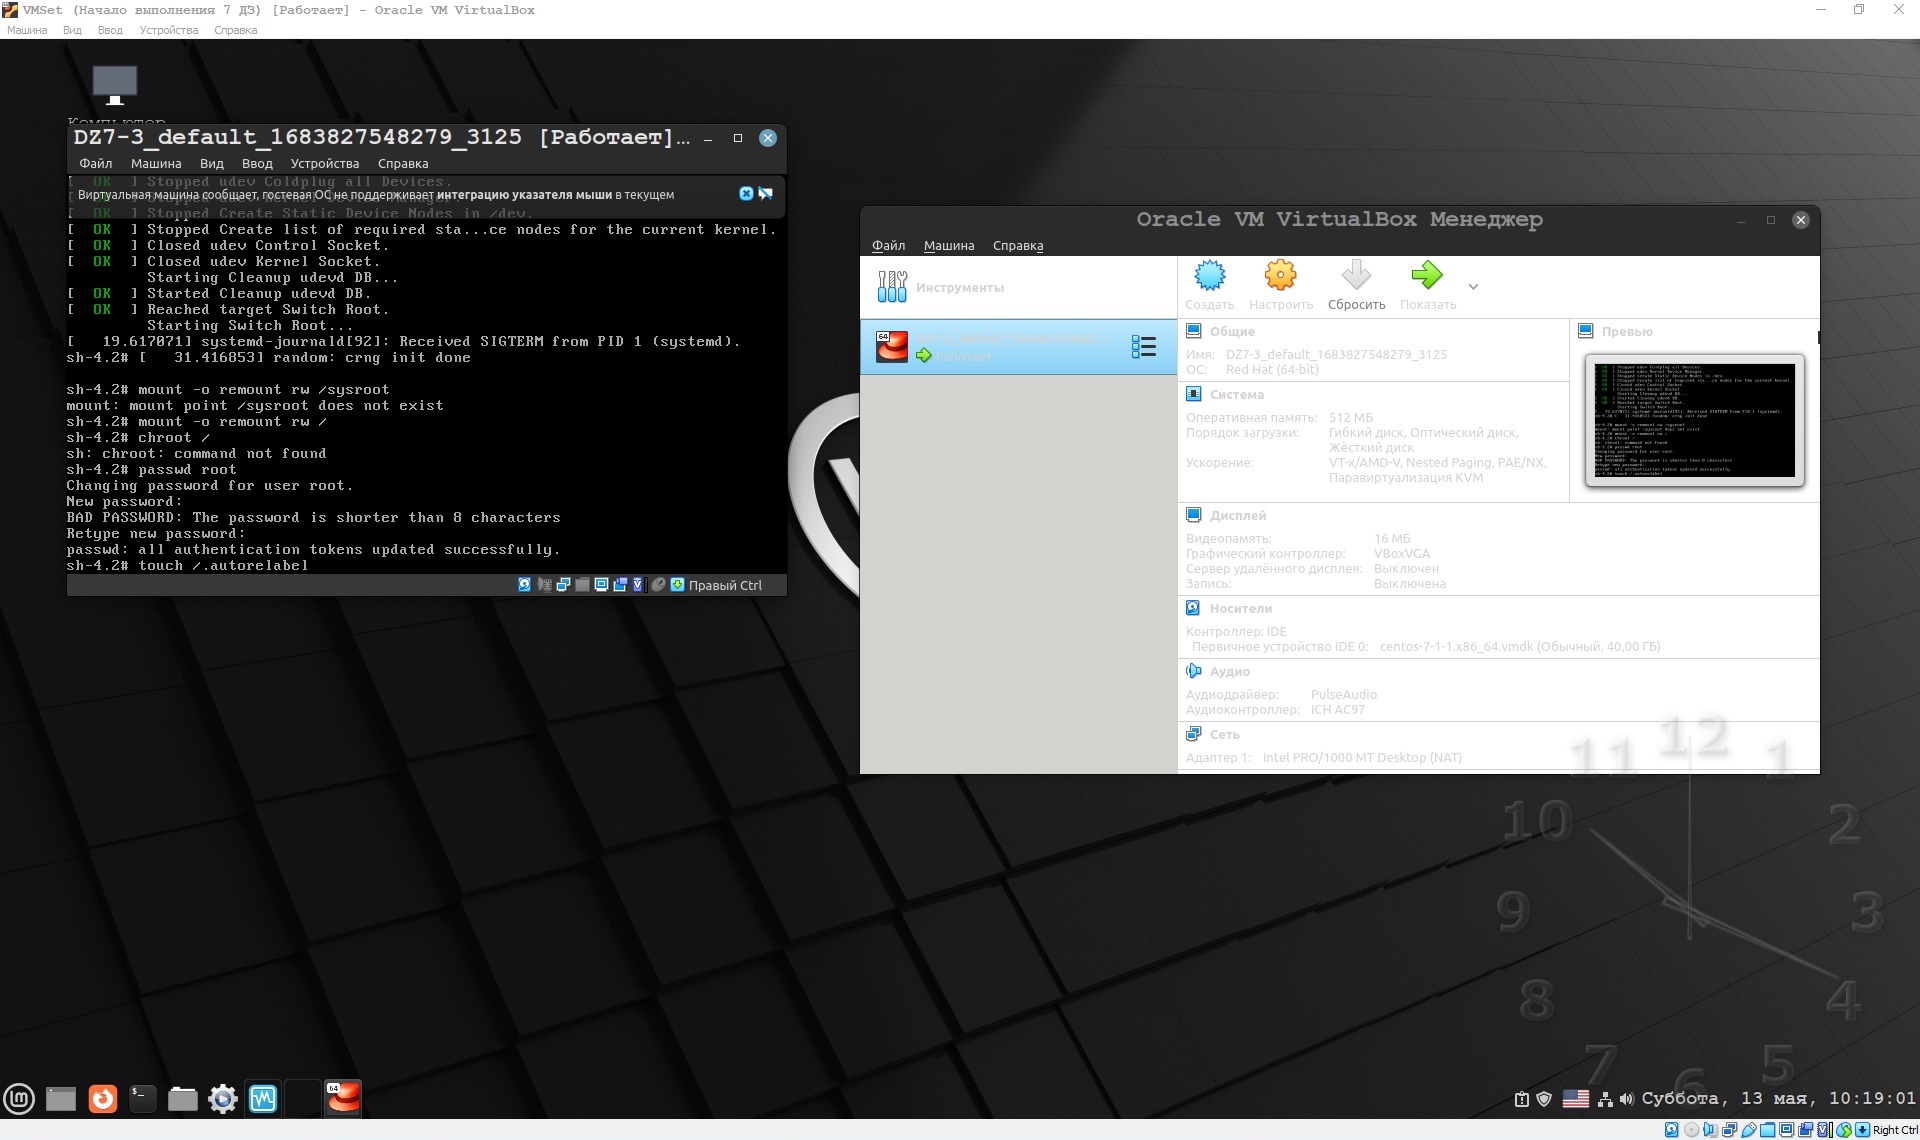 VMSet (Начало выполнения 7 ДЗ) [Работает] - Oracle VM VirtualBox
Машина Вид Ввод Устройства Справка
Компьютер
DZ7-3_default_1683827548279_3125 [Работает]...
Файл Машина Вид Ввод Устройства Справка
[ OK ] Stopped udev Coldplug all Devices.
Виртуальная машина сообщает, гостевая ОС не поддерживает интеграцию указателя мыши в текущем
[ OK ] Stopped Create Static Device Nodes in /dev.
[ OK ] Stopped Create list of required sta...ce nodes for the current kernel.
[ OK ] Closed udev Control Socket.
[ OK ] Closed udev Kernel Socket.
Starting Cleanup udevd DB...
[ OK ] Started Cleanup udevd DB.
[ OK ] Reached target Switch Root.
Starting Switch Root...
[ 19.617071] systemd-journald[92]: Received SIGTERM from PID 1 (systemd).
sh-4.2# [ 31.416853] random: crng init done
sh-4.2# mount -o remount rw /sysroot
mount: mount point /sysroot does not exist
sh-4.2# mount -o remount rw /
sh-4.2# chroot /
sh: chroot: command not found
sh-4.2# passwd root
Changing password for user root.
New password:
BAD PASSWORD: The password is shorter than 8 characters
Retype new password:
passwd: all authentication tokens updated successfully.
sh-4.2# touch /.autorelabel
Правый Ctrl
Oracle VM VirtualBox Менеджер
Файл Машина Справка
Инструменты
Создать Настроить Сбросить Показать
64
Работает
Общие
Имя: DZ7-3_default_1683827548279_3125
ОС: Red Hat (64-bit)
Превью
Система
Оперативная память: 512 МБ
Порядок загрузки: Гибкий диск, Оптический диск,
Жёсткий диск
Ускорение: VT-x/AMD-V, Nested Paging, PAE/NX,
Паравиртуализация KVM
Дисплей
Видеопамять: 16 МБ
Графический контроллер: VBoxVGA
Сервер удалённого дисплея: Выключен
Запись: Выключена
Носители
Контроллер: IDE
Первичное устройство IDE 0: centos-7-1-1.x86_64.vmdk (Обычный, 40,00 ГБ)
Аудио
Аудиодрайвер: PulseAudio
Аудиоконтроллер: ICH AC97
Сеть
Адаптер 1: Intel PRO/1000 MT Desktop (NAT)
12
11 1
10 2
9 3
8 4
7 5
6
64
Суббота, 13 мая, 10:19:01
Right Ctrl